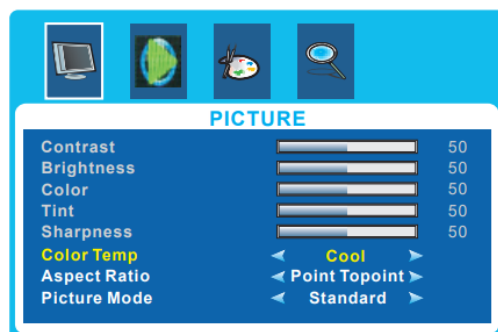 PICTURE
Contrast 50
Brightness 50
Color 50
Tint 50
Sharpness 50
Color Temp Cool
Aspect Ratio Point Topoint
Picture Mode Standard